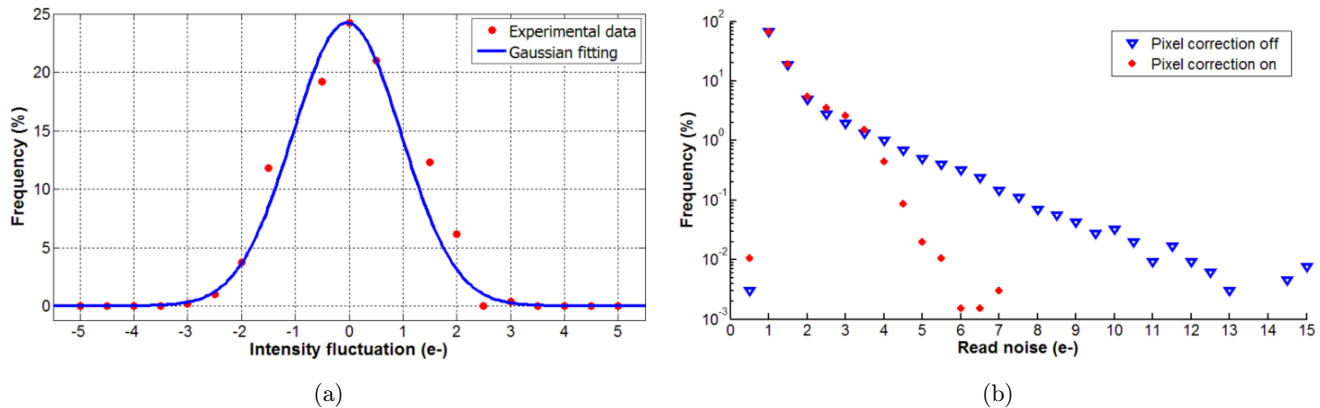 25
20
15
10
5
0
Frequency (%)
-5 -4 -3 -2 -1 0 1 2 3 4 5
Intensity fluctuation (e-)
Experimental data
Gaussian fitting
(a)
10^2
10^1
10^0
10^-1
10^-2
10^-3
Frequency (%)
0 1 2 3 4 5 6 7 8 9 10 11 12 13 14 15
Read noise (e-)
Pixel correction off
Pixel correction on
(b)